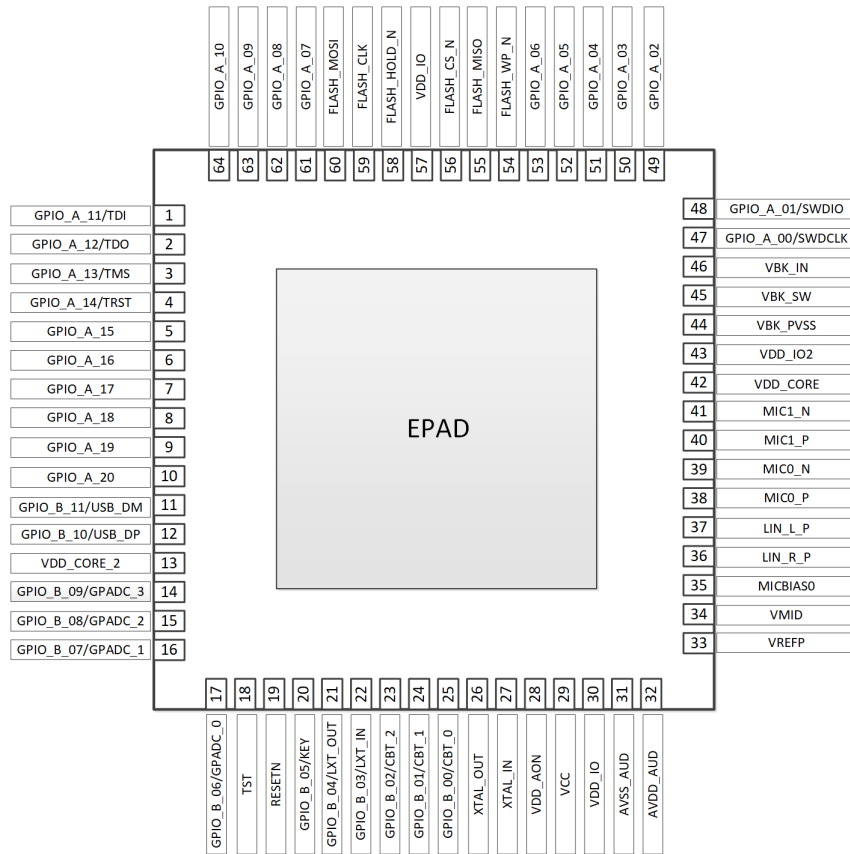 GPIO_A_10
GPIO_A_09
GPIO_A_08
GPIO_A_07
FLASH_MOSI
FLASH_CLK
FLASH_HOLD_N
VDD_IO
FLASH_CS_N
FLASH_MISO
FLASH_WP_N
GPIO_A_06
GPIO_A_05
GPIO_A_04
GPIO_A_03
GPIO_A_02
64
63
62
61
60
59
58
57
56
55
54
53
52
51
50
49
GPIO_A_11/TDI 1
GPIO_A_12/TDO 2
GPIO_A_13/TMS 3
GPIO_A_14/TRST 4
GPIO_A_15 5
GPIO_A_16 6
GPIO_A_17 7
GPIO_A_18 8
GPIO_A_19 9
GPIO_A_20 10
GPIO_B_11/USB_DM 11
GPIO_B_10/USB_DP 12
VDD_CORE_2 13
GPIO_B_09/GPADC_3 14
GPIO_B_08/GPADC_2 15
GPIO_B_07/GPADC_1 16
EPAD
48 GPIO_A_01/SWDIO
47 GPIO_A_00/SWDCLK
46 VBK_IN
45 VBK_SW
44 VBK_PVSS
43 VDD_IO2
42 VDD_CORE
41 MIC1_N
40 MIC1_P
39 MIC0_N
38 MIC0_P
37 LIN_L_P
36 LIN_R_P
35 MICBIAS0
34 VMID
33 VREFP
17
18
19
20
21
22
23
24
25
26
27
28
29
30
31
32
GPIO_B_06/GPADC_0
TST
RESETN
GPIO_B_05/KEY
GPIO_B_04/LXT_OUT
GPIO_B_03/LXT_IN
GPIO_B_02/CBT_2
GPIO_B_01/CBT_1
GPIO_B_00/CBT_0
XTAL_OUT
XTAL_IN
VDD_AON
VCC
VDD_IO
AVSS_AUD
AVDD_AUD